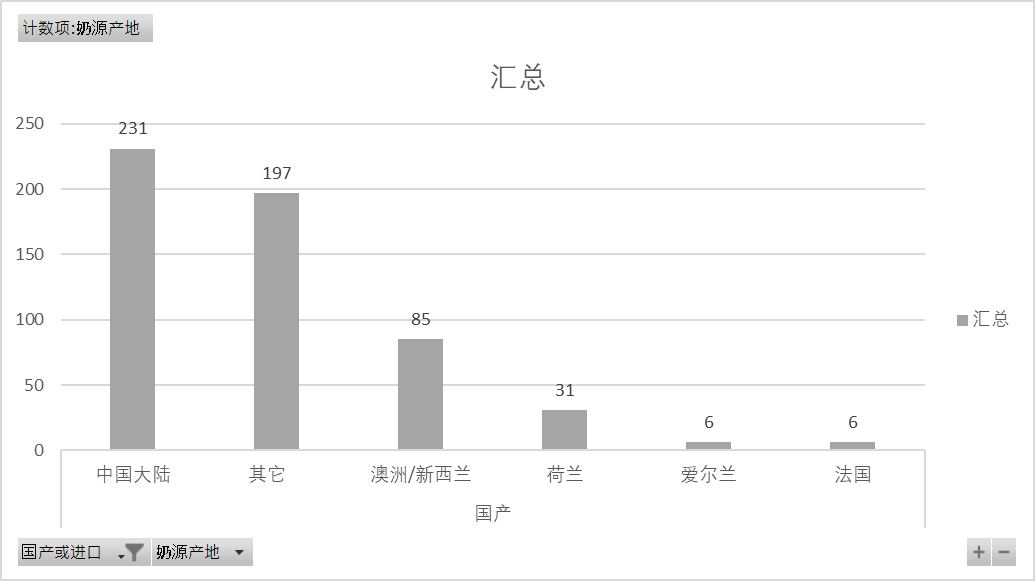 计数项:奶源产地
汇总
250
200
150
100
50
0
231
197
85
31
6
6
中国大陆
其它
澳洲/新西兰
荷兰
爱尔兰
法国
国产
汇总
国产或进口
奶源产地
+ −